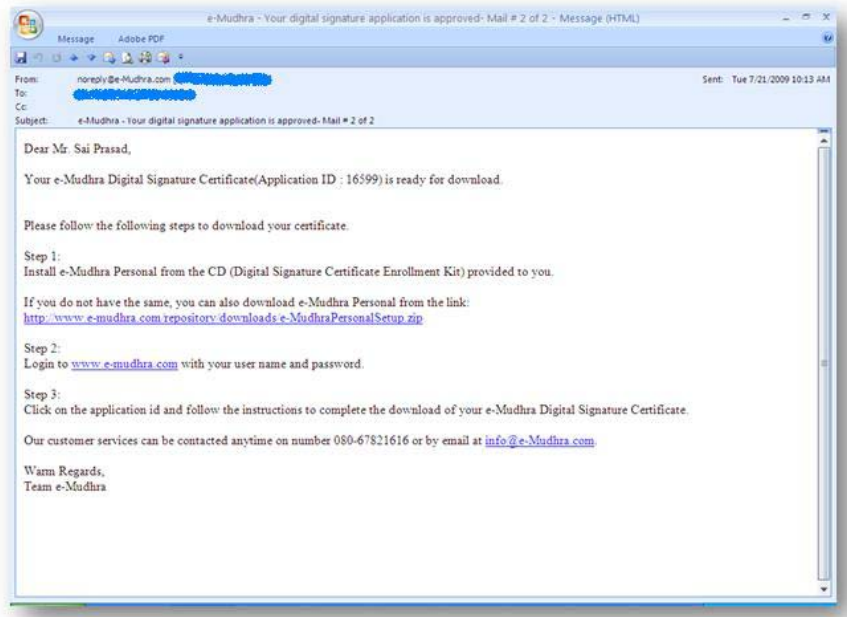 e-Mudhra - Your digital signature application is approved- Mail # 2 of 2 - Message (HTML)
Message Adobe PDF
From: noreply@e-Mudhra.com Sent: Tue 7/21/2009 10:13 AM
To:
Cc:
Subject: e-Mudhra - Your digital signature application is approved- Mail # 2 of 2
Dear Mr. Sai Prasad,
Your e-Mudhra Digital Signature Certificate(Application ID : 16599) is ready for download.
Please follow the following steps to download your certificate.
Step 1:
Install e-Mudhra Personal from the CD (Digital Signature Certificate Enrollment Kit) provided to you.
If you do not have the same, you can also download e-Mudhra Personal from the link:
http://www.e-mudhra.com/repository/downloads/e-MudhraPersonalSetup.zip
Step 2:
Login to www.e-mudhra.com with your user name and password.
Step 3:
Click on the application id and follow the instructions to complete the download of your e-Mudhra Digital Signature Certificate.
Our customer services can be contacted anytime on number 080-67821616 or by email at info@e-Mudhra.com.
Warm Regards,
Team e-Mudhra